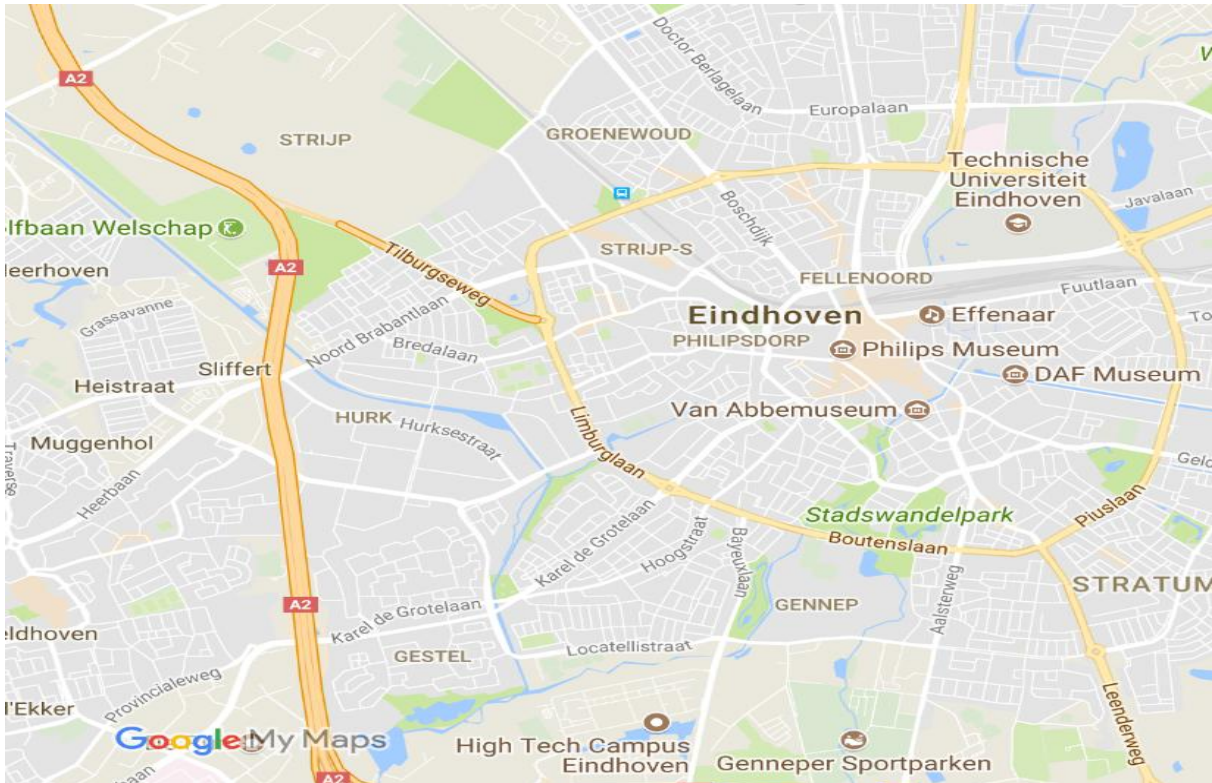 Doctor Berlagelaan
A2
Europalaan
STRIJP
GROENEWOUD
Technische
Universiteit
Eindhoven
Javalaan
Boschdijk
lfbaan Welschap
Tilburgseweg
STRIJP-S
A2
eerhoven
FELLENOORD
Fuutlaan
Grassavanne
Noord Brabantlaan
Eindhoven
Effenaar
To
Bredalaan
PHILIPSDORP
Philips Museum
Sliffert
DAF Museum
Heistraat
HURK
Hurksestraat
Limburglaan
Van Abbemuseum
Muggenhol
Traverse
Heerbaan
Geld
Piuslaan
Stadswandelpark
Karel de Grotelaan
Hoogstraat
Bayeuxlaan
Boutenslaan
STRATUM
A2
GENNEP
Aalsterweg
Karel de Grotelaan
eldhoven
GESTEL
Locatellistraat
Provincialeweg
d'Ekker
Leenderweg
Google My Maps
High Tech Campus
Eindhoven
Genneper Sportparken
A2